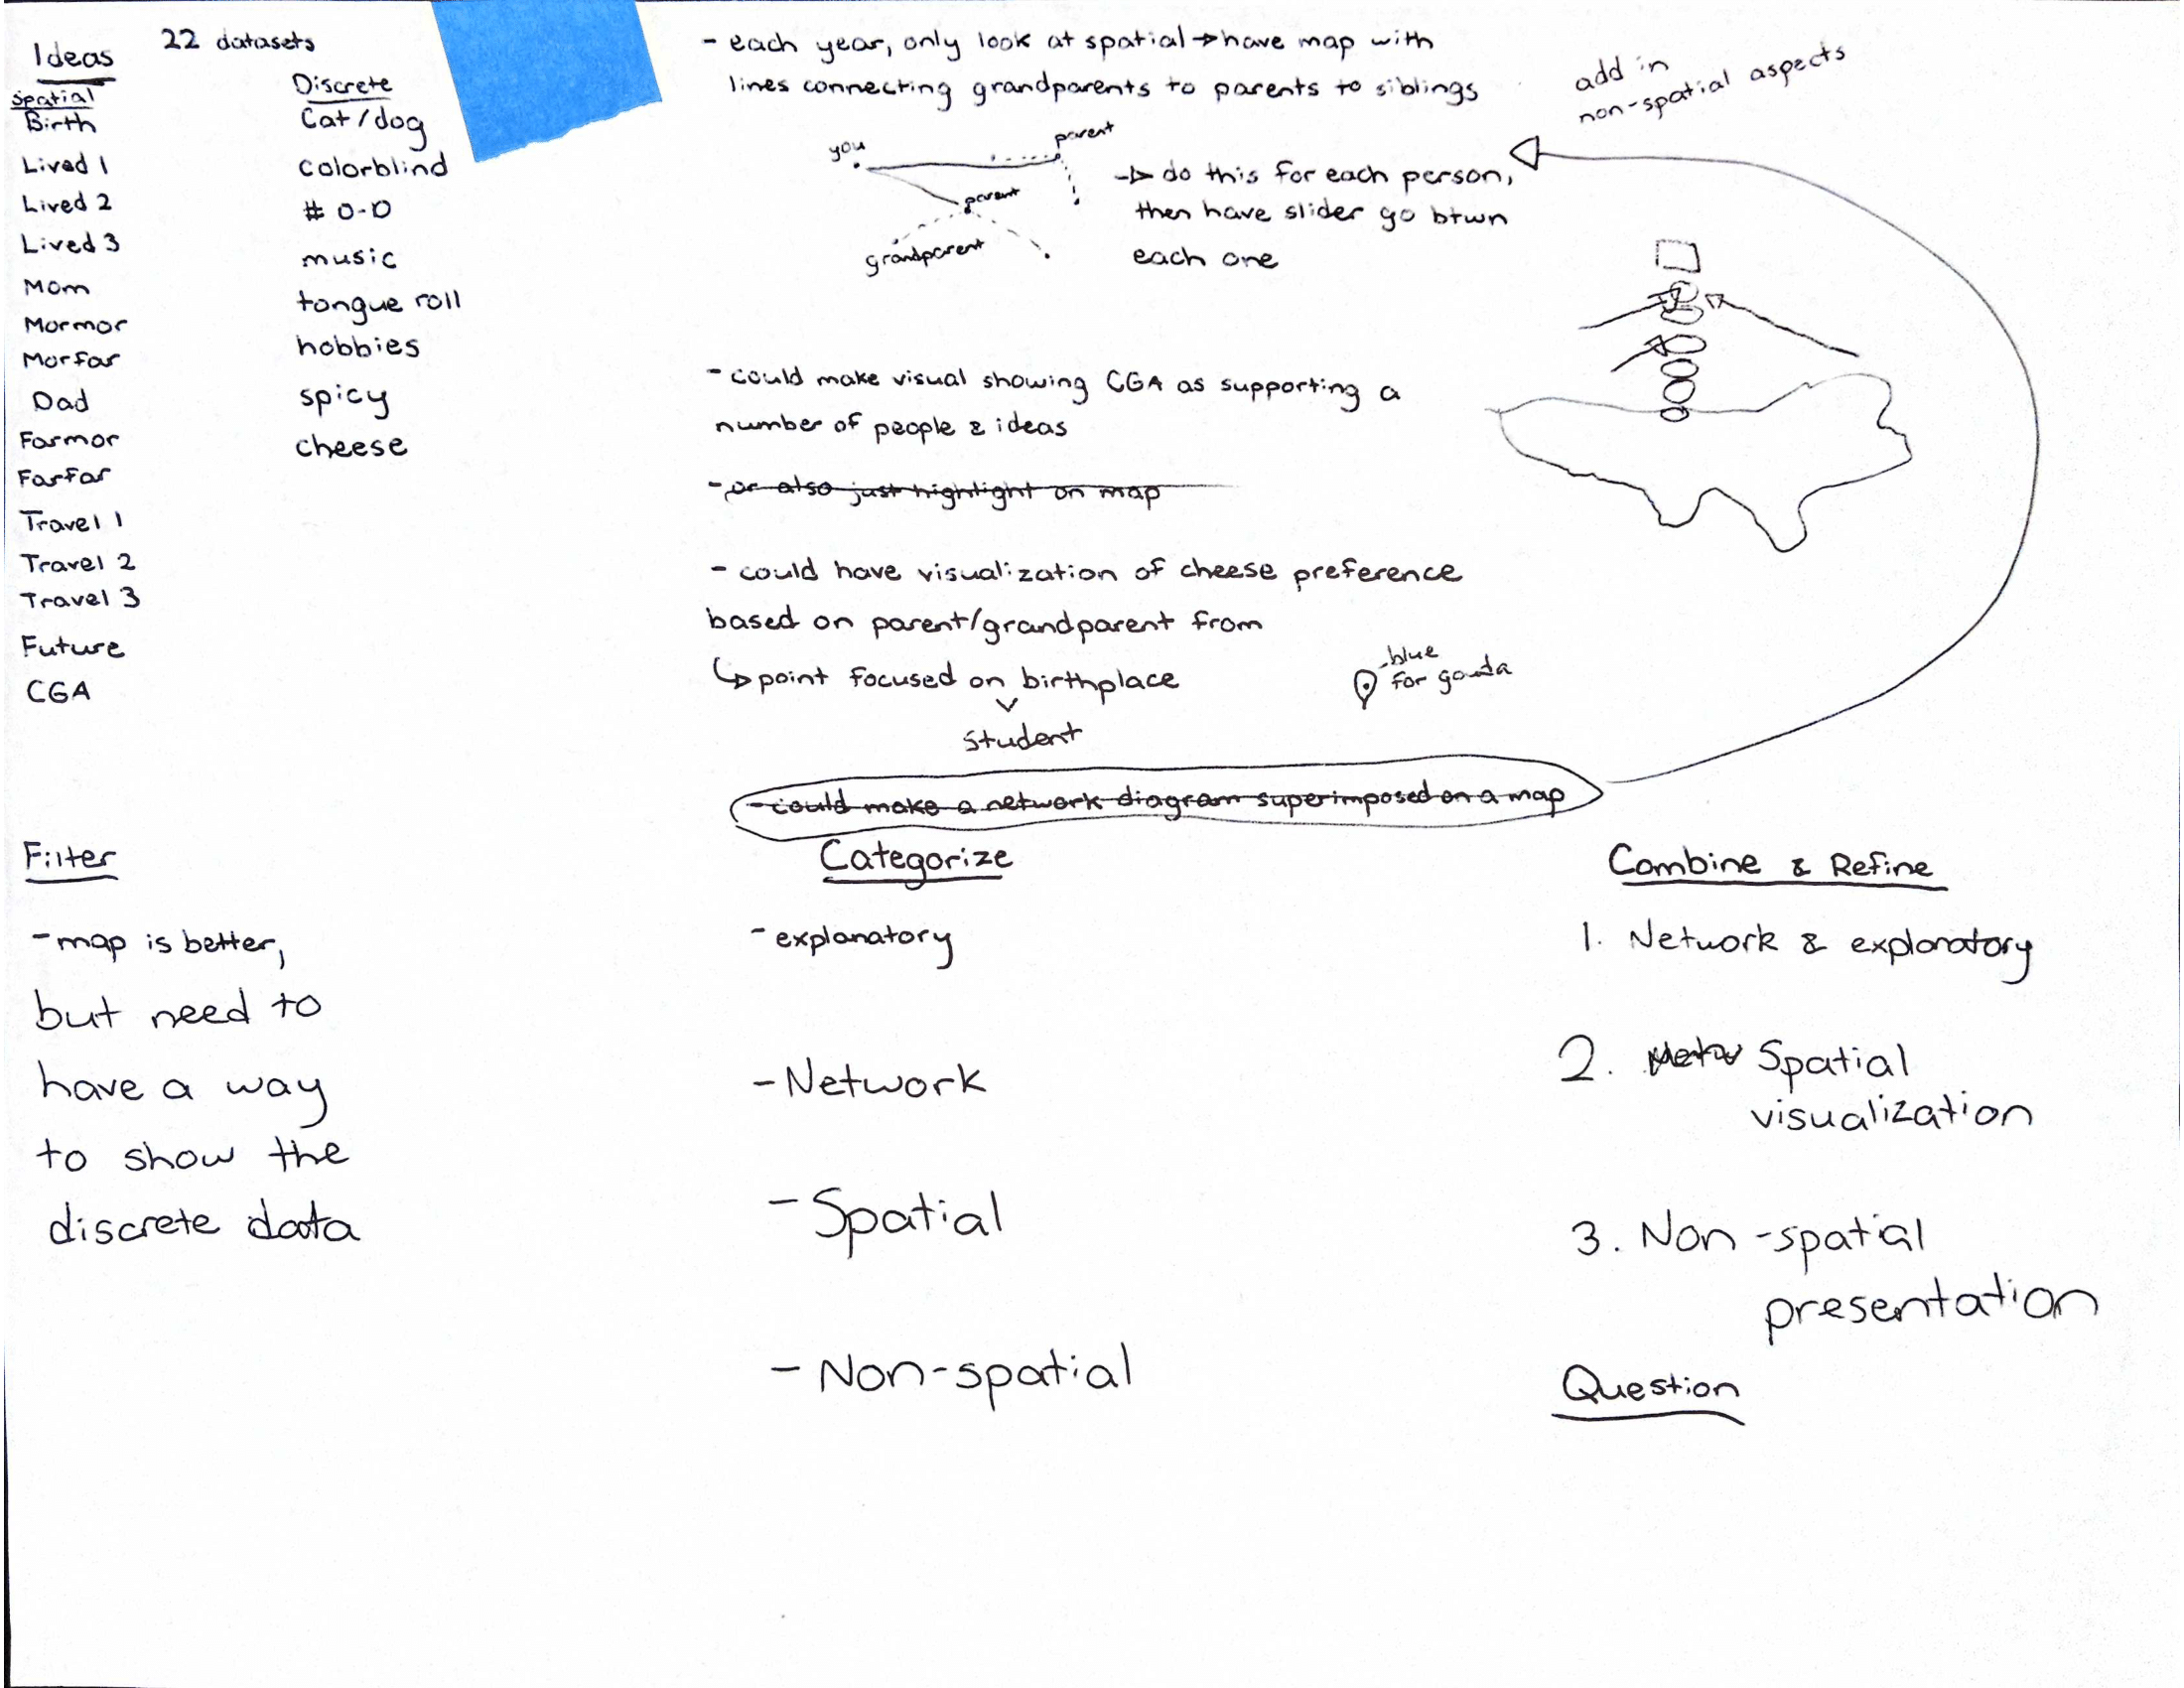 Ideas
22 datasets
Spatial
Birth
Lived 1
Lived 2
Lived 3
Mom
Mormor
Morfar
Dad
Farmor
Farfar
Travel 1
Travel 2
Travel 3
Future
CGA
Discrete
Cat/dog
colorblind
# 0-0
music
tongue roll
hobbies
spicy
cheese
- each year, only look at spatial → have map with
lines connecting grandparents to parents to siblings
add in
non-spatial aspects
you
parent
parent
grandparent
→ do this for each person,
then have slider go btwn
each one
- could make visual showing CGA as supporting a
number of people & ideas
- or also just highlight on map
- could have visualization of cheese preference
based on parent/grandparent from
↳ point focused on birthplace
student
blue
for gouda
- could make a network diagram superimposed on a map
Filter
- map is better,
but need to
have a way
to show the
discrete data
Categorize
- explanatory
- Network
- Spatial
- Non-spatial
Combine & Refine
1. Network & explanatory
2. Netw Spatial
visualization
3. Non-spatial
presentation
Question